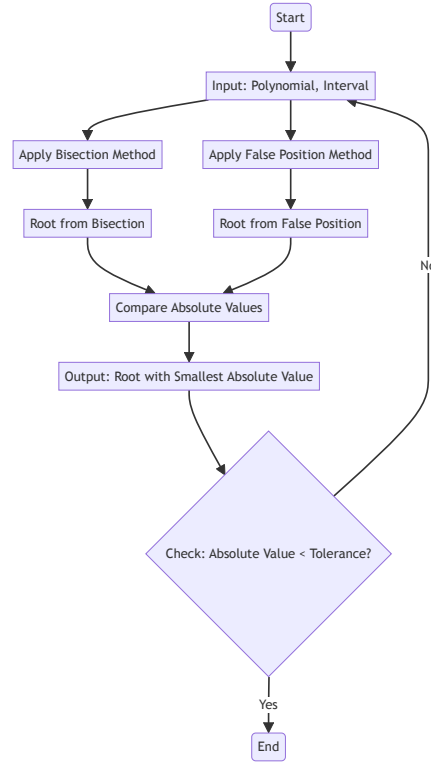 Start
Input: Polynomial, Interval
Apply Bisection Method
Apply False Position Method
Root from Bisection
Root from False Position
No
Compare Absolute Values
Output: Root with Smallest Absolute Value
Check: Absolute Value < Tolerance?
Yes
End